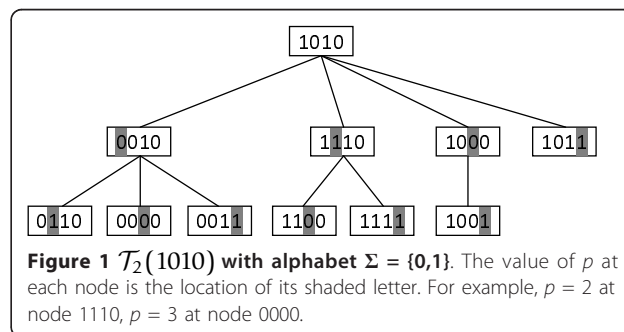 1010
0010 1110 1000 1011
0110 0000 0011 1100 1111 1001
Figure 1 𝒯₂(1010) with alphabet Σ = {0,1}. The value of p at
each node is the location of its shaded letter. For example, p = 2 at
node 1110, p = 3 at node 0000.